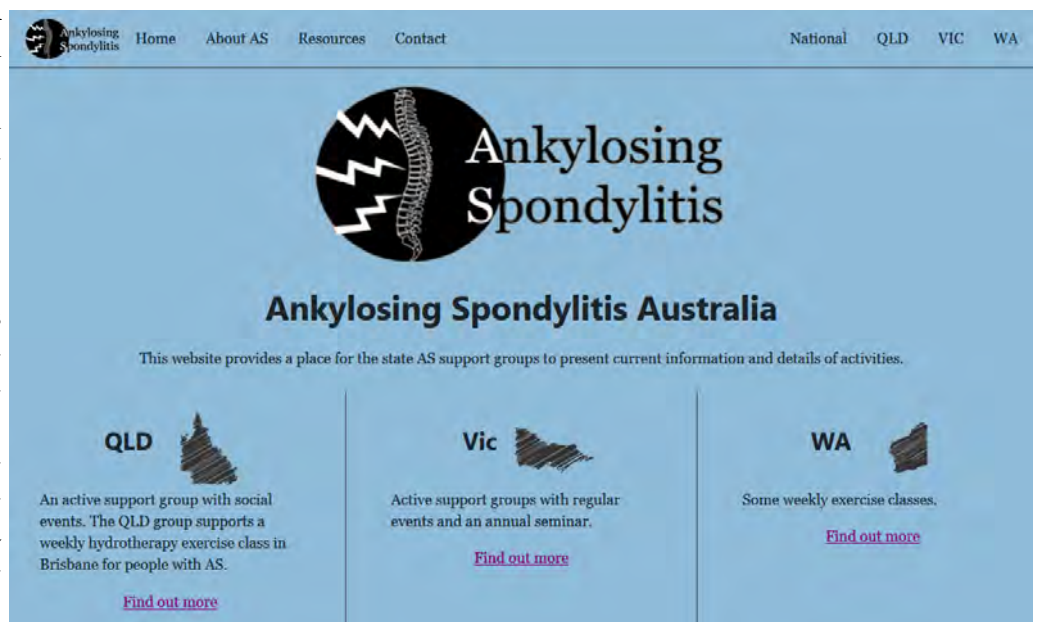 Ankylosing
Spondylitis
Home About AS Resources Contact National QLD VIC WA
Ankylosing
Spondylitis
Ankylosing Spondylitis Australia
This website provides a place for the state AS support groups to present current information and details of activities.
QLD
An active support group with social
events. The QLD group supports a
weekly hydrotherapy exercise class in
Brisbane for people with AS.
Find out more
Vic
Active support groups with regular
events and an annual seminar.
Find out more
WA
Some weekly exercise classes.
Find out more